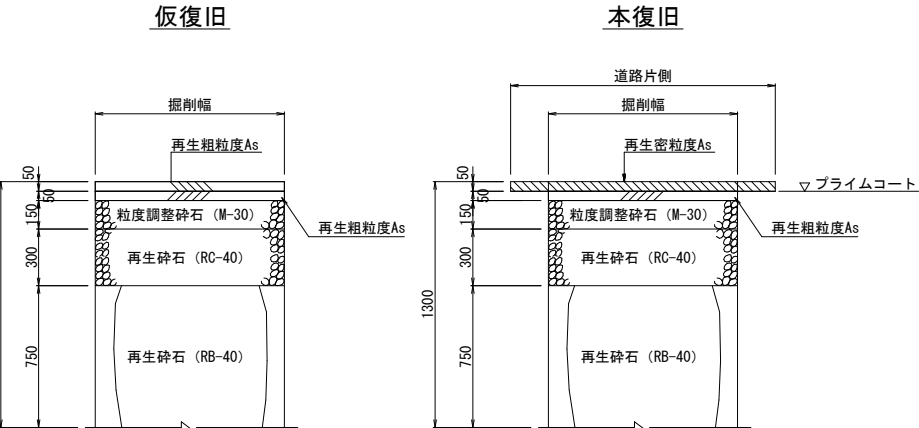 仮復旧
掘削幅
再生粗粒度As
50
50
150
300
750
粒度調整砕石 (M-30)
再生粗粒度As
再生砕石 (RC-40)
再生砕石 (RB-40)
本復旧
道路片側
掘削幅
再生密粒度As
▽ プライムコート
50
50
150
300
750
1300
粒度調整砕石 (M-30)
再生粗粒度As
再生砕石 (RC-40)
再生砕石 (RB-40)